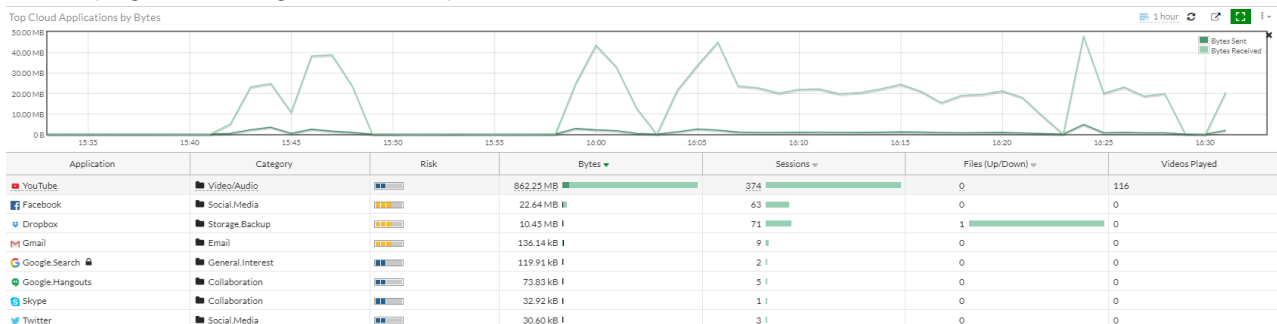 Top Cloud Applications by Bytes
1 hour
50.00 MB
40.00 MB
30.00 MB
20.00 MB
10.00 MB
0 B
Bytes Sent
Bytes Received
15:35 15:40 15:45 15:50 15:55 16:00 16:05 16:10 16:15 16:20 16:25 16:30
Application Category Risk Bytes Sessions Files (Up/Down) Videos Played
YouTube Video/Audio 862.25 MB 374 0 116
Facebook Social.Media 22.64 MB 63 0 0
Dropbox Storage.Backup 10.45 MB 71 1 0
Gmail Email 136.14 kB 9 0 0
Google.Search General.Interest 119.91 kB 2 0 0
Google.Hangouts Collaboration 73.83 kB 5 0 0
Skype Collaboration 32.92 kB 1 0 0
Twitter Social.Media 30.60 kB 3 0 0